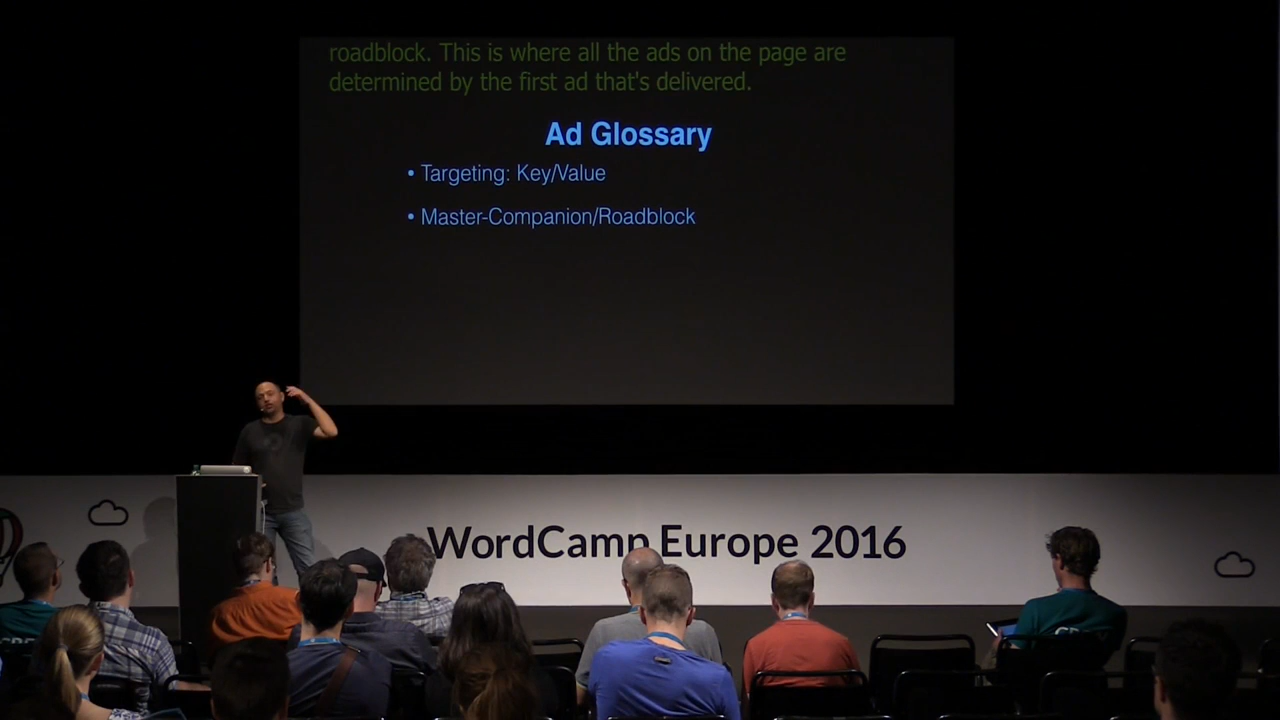 roadblock. This is where all the ads on the page are
determined by the first ad that's delivered.
Ad Glossary
• Targeting: Key/Value
• Master-Companion/Roadblock
WordCamp Europe 2016